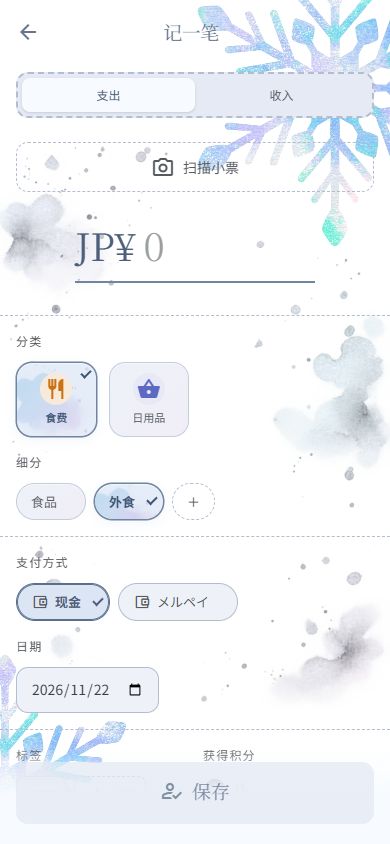 记一笔
支出 收入
扫描小票
JP¥ 0
分类
食费 日用品
细分
食品 外食 +
支付方式
现金 メルペイ
日期
2026/11/22
标签 获得积分
保存